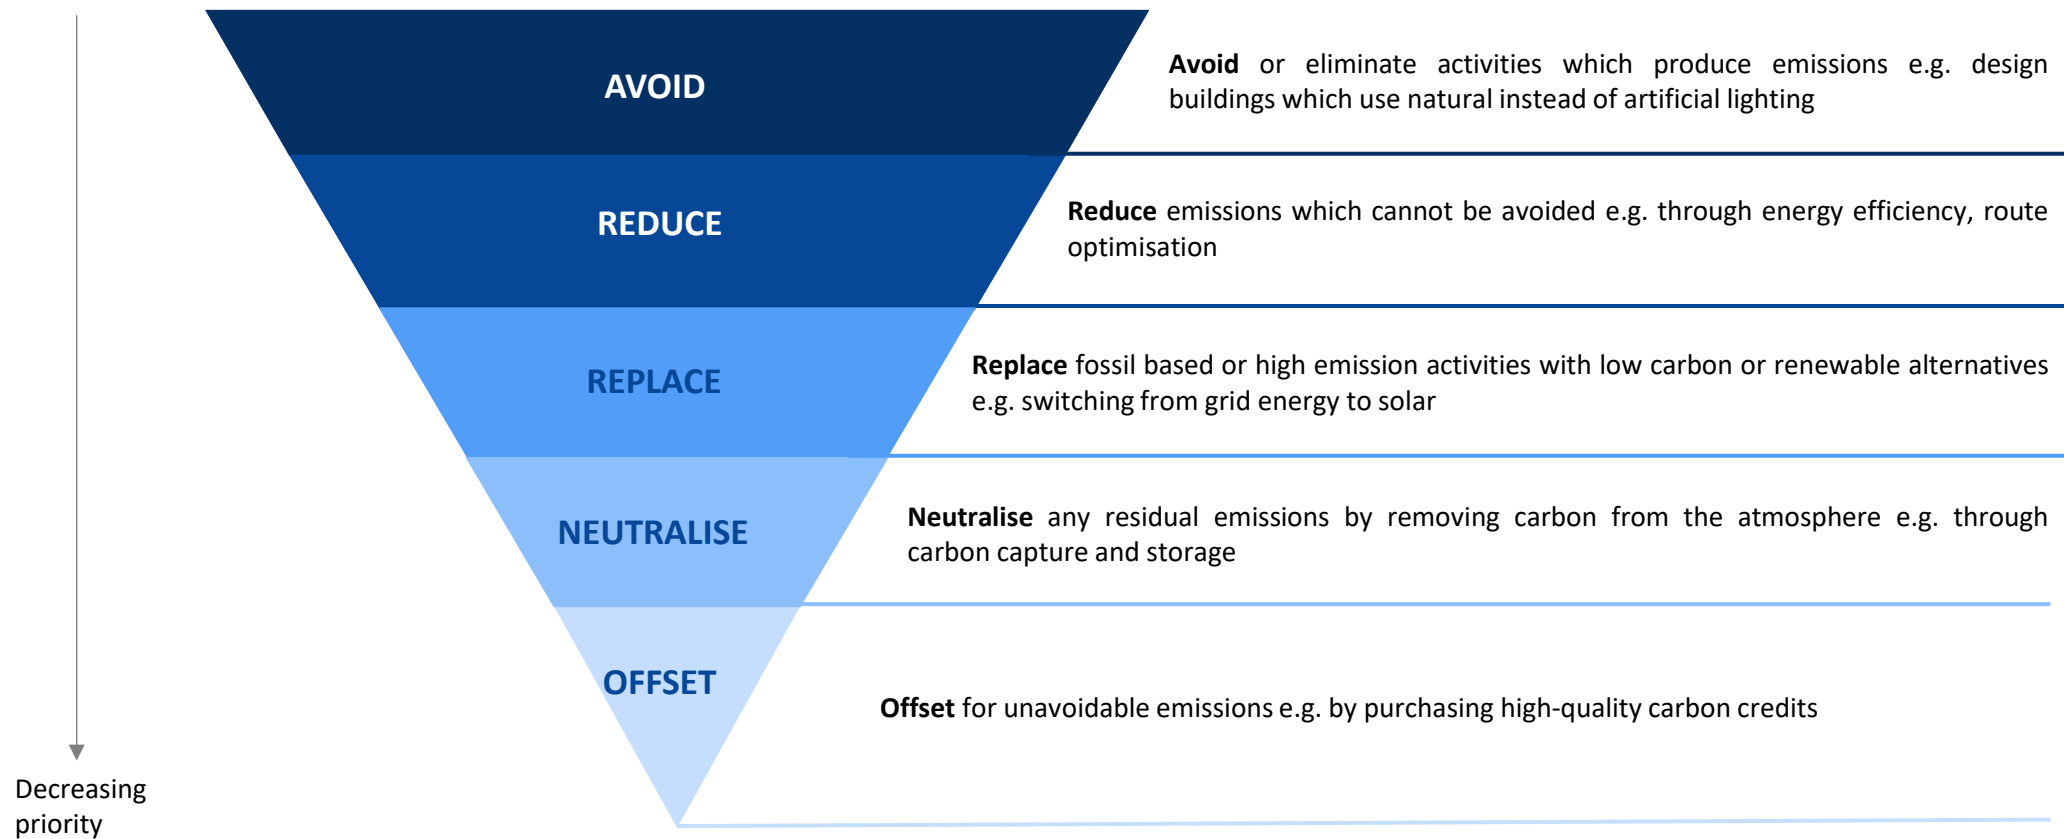 AVOID
Avoid or eliminate activities which produce emissions e.g. design
buildings which use natural instead of artificial lighting
REDUCE
Reduce emissions which cannot be avoided e.g. through energy efficiency, route
optimisation
REPLACE
Replace fossil based or high emission activities with low carbon or renewable alternatives
e.g. switching from grid energy to solar
NEUTRALISE
Neutralise any residual emissions by removing carbon from the atmosphere e.g. through
carbon capture and storage
OFFSET
Offset for unavoidable emissions e.g. by purchasing high-quality carbon credits
Decreasing
priority